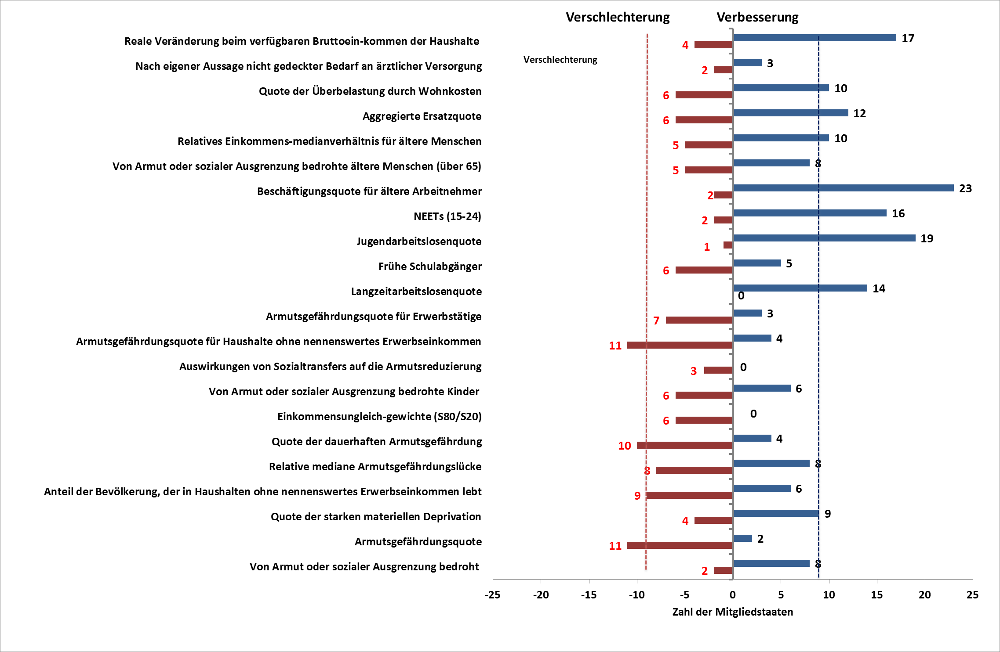 Verschlechterung Verbesserung
Reale Veränderung beim verfügbaren Bruttoein-kommen der Haushalte 4 17
Verschlechterung
Nach eigener Aussage nicht gedeckter Bedarf an ärztlicher Versorgung 2 3
Quote der Überbelastung durch Wohnkosten 6 10
Aggregierte Ersatzquote 6 12
Relatives Einkommens-medianverhältnis für ältere Menschen 5 10
Von Armut oder sozialer Ausgrenzung bedrohte ältere Menschen (über 65) 5 8
Beschäftigungsquote für ältere Arbeitnehmer 2 23
NEETs (15-24) 2 16
Jugendarbeitslosenquote 1 19
Frühe Schulabgänger 6 5
Langzeitarbeitslosenquote 0 14
Armutsgefährdungsquote für Erwerbstätige 7 3
Armutsgefährdungsquote für Haushalte ohne nennenswertes Erwerbseinkommen 11 4
Auswirkungen von Sozialtransfers auf die Armutsreduzierung 3 0
Von Armut oder sozialer Ausgrenzung bedrohte Kinder 6 6
Einkommensungleich-gewichte (S80/S20) 6 0
Quote der dauerhaften Armutsgefährdung 10 4
Relative mediane Armutsgefährdungslücke 8 8
Anteil der Bevölkerung, der in Haushalten ohne nennenswertes Erwerbseinkommen lebt 9 6
Quote der starken materiellen Deprivation 4 9
Armutsgefährdungsquote 11 2
Von Armut oder sozialer Ausgrenzung bedroht 2 8
-25 -20 -15 -10 -5 0 5 10 15 20 25
Zahl der Mitgliedstaaten